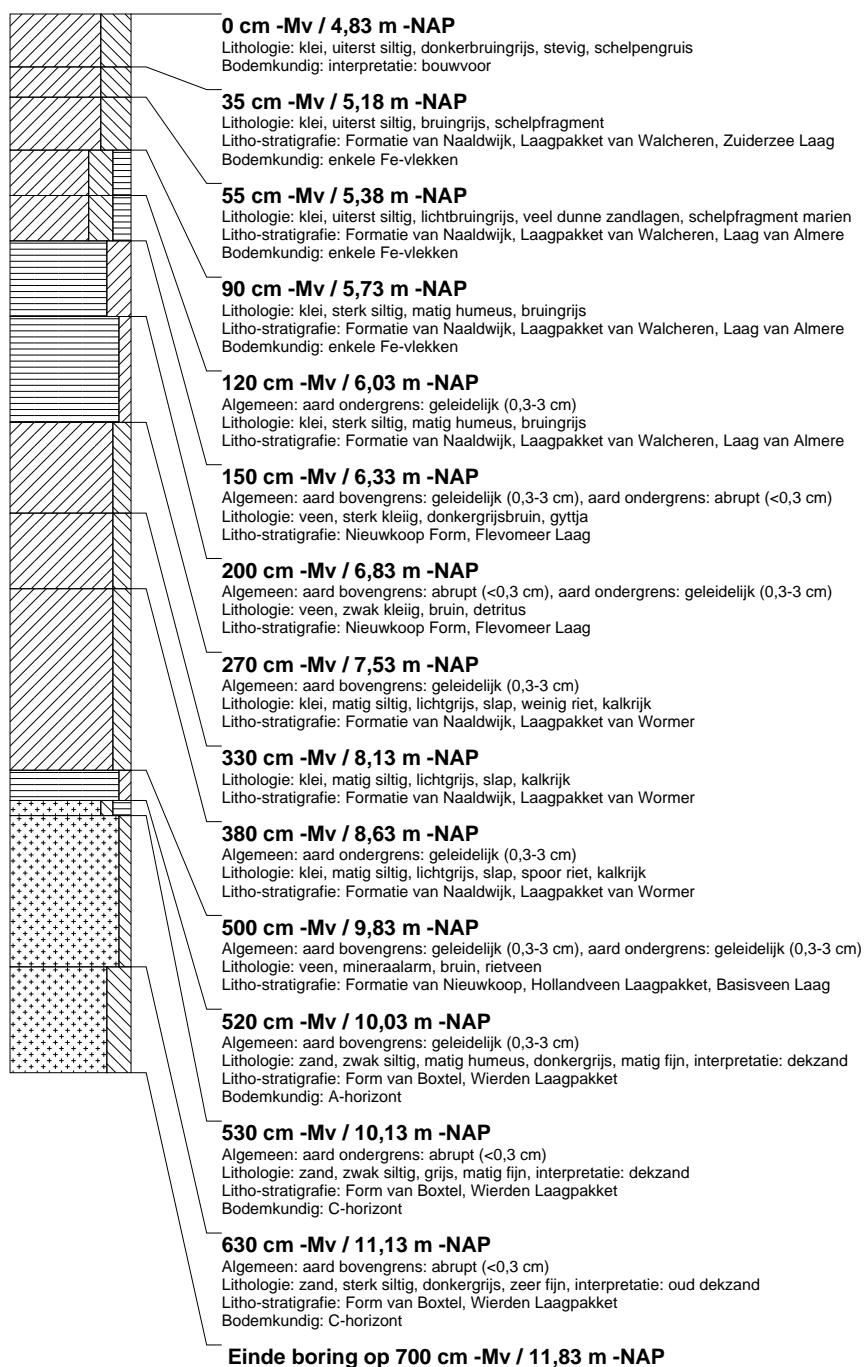 0 cm -Mv / 4,83 m -NAP
Lithologie: klei, uiterst siltig, donkerbruingrijs, stevig, schelpengruis
Bodemkundig: interpretatie: bouwvoor
35 cm -Mv / 5,18 m -NAP
Lithologie: klei, uiterst siltig, bruingrijs, schelpfragment
Litho-stratigrafie: Formatie van Naaldwijk, Laagpakket van Walcheren, Zuiderzee Laag
Bodemkundig: enkele Fe-vlekken
55 cm -Mv / 5,38 m -NAP
Lithologie: klei, uiterst siltig, lichtbruingrijs, veel dunne zandlagen, schelpfragment marien
Litho-stratigrafie: Formatie van Naaldwijk, Laagpakket van Walcheren, Laag van Almere
Bodemkundig: enkele Fe-vlekken
90 cm -Mv / 5,73 m -NAP
Lithologie: klei, sterk siltig, matig humeus, bruingrijs
Litho-stratigrafie: Formatie van Naaldwijk, Laagpakket van Walcheren, Laag van Almere
Bodemkundig: enkele Fe-vlekken
120 cm -Mv / 6,03 m -NAP
Algemeen: aard ondergrens: geleidelijk (0,3-3 cm)
Lithologie: klei, sterk siltig, matig humeus, bruingrijs
Litho-stratigrafie: Formatie van Naaldwijk, Laagpakket van Walcheren, Laag van Almere
150 cm -Mv / 6,33 m -NAP
Algemeen: aard bovengrens: geleidelijk (0,3-3 cm), aard ondergrens: abrupt (<0,3 cm)
Lithologie: veen, sterk kleiig, donkergrijsbruin, gyttja
Litho-stratigrafie: Nieuwkoop Form, Flevomeer Laag
200 cm -Mv / 6,83 m -NAP
Algemeen: aard bovengrens: abrupt (<0,3 cm), aard ondergrens: geleidelijk (0,3-3 cm)
Lithologie: veen, zwak kleiig, bruin, detritus
Litho-stratigrafie: Nieuwkoop Form, Flevomeer Laag
270 cm -Mv / 7,53 m -NAP
Algemeen: aard bovengrens: geleidelijk (0,3-3 cm)
Lithologie: klei, matig siltig, lichtgrijs, slap, weinig riet, kalkrijk
Litho-stratigrafie: Formatie van Naaldwijk, Laagpakket van Wormer
330 cm -Mv / 8,13 m -NAP
Lithologie: klei, matig siltig, lichtgrijs, slap, kalkrijk
Litho-stratigrafie: Formatie van Naaldwijk, Laagpakket van Wormer
380 cm -Mv / 8,63 m -NAP
Algemeen: aard ondergrens: geleidelijk (0,3-3 cm)
Lithologie: klei, matig siltig, lichtgrijs, slap, spoor riet, kalkrijk
Litho-stratigrafie: Formatie van Naaldwijk, Laagpakket van Wormer
500 cm -Mv / 9,83 m -NAP
Algemeen: aard bovengrens: geleidelijk (0,3-3 cm), aard ondergrens: geleidelijk (0,3-3 cm)
Lithologie: veen, mineraalarm, bruin, rietveen
Litho-stratigrafie: Formatie van Nieuwkoop, Hollandveen Laagpakket, Basisveen Laag
520 cm -Mv / 10,03 m -NAP
Algemeen: aard bovengrens: geleidelijk (0,3-3 cm)
Lithologie: zand, zwak siltig, matig humeus, donkergrijs, matig fijn, interpretatie: dekzand
Litho-stratigrafie: Form van Boxtel, Wierden Laagpakket
Bodemkundig: A-horizont
530 cm -Mv / 10,13 m -NAP
Algemeen: aard ondergrens: abrupt (<0,3 cm)
Lithologie: zand, zwak siltig, grijs, matig fijn, interpretatie: dekzand
Litho-stratigrafie: Form van Boxtel, Wierden Laagpakket
Bodemkundig: C-horizont
630 cm -Mv / 11,13 m -NAP
Algemeen: aard bovengrens: abrupt (<0,3 cm)
Lithologie: zand, sterk siltig, donkergrijs, zeer fijn, interpretatie: oud dekzand
Litho-stratigrafie: Form van Boxtel, Wierden Laagpakket
Bodemkundig: C-horizont
Einde boring op 700 cm -Mv / 11,83 m -NAP